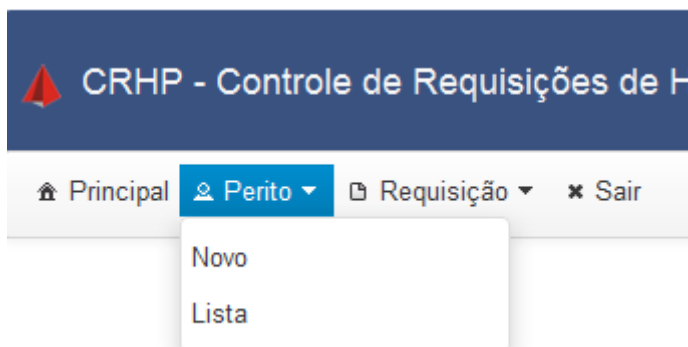 CRHP - Controle de Requisições de H
Principal Perito Requisição Sair
Novo
Lista